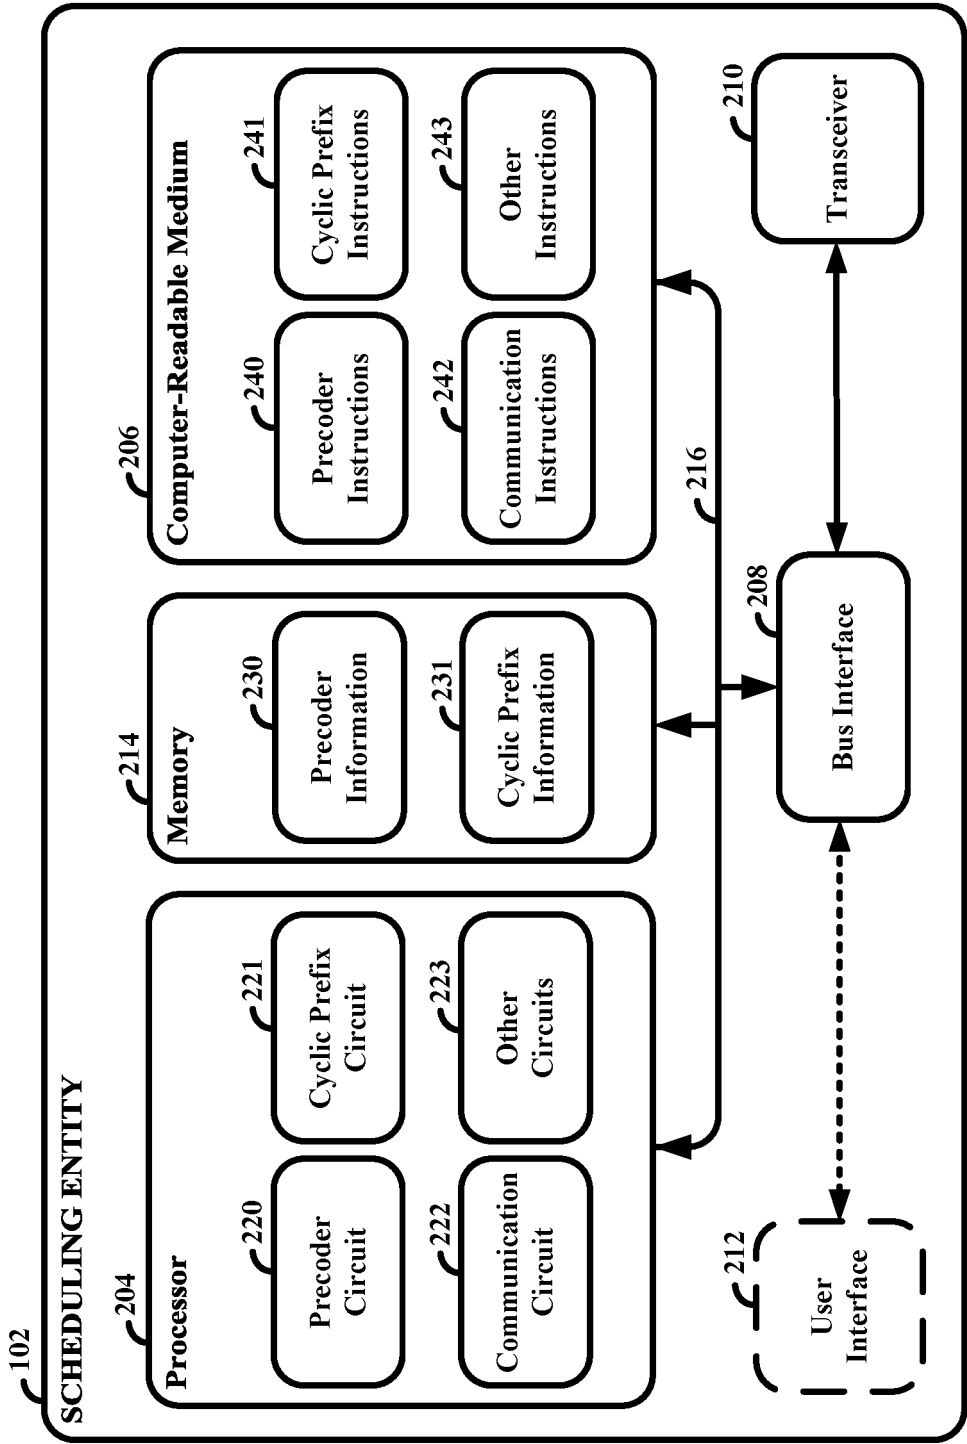 102
SCHEDULING ENTITY
204
Processor
220
Precoder
Circuit
221
Cyclic Prefix
Circuit
222
Communication
Circuit
223
Other
Circuits
214
Memory
230
Precoder
Information
231
Cyclic Prefix
Information
206
Computer-Readable Medium
240
Precoder
Instructions
241
Cyclic Prefix
Instructions
242
Communication
Instructions
243
Other
Instructions
216
212
User
Interface
208
Bus Interface
210
Transceiver